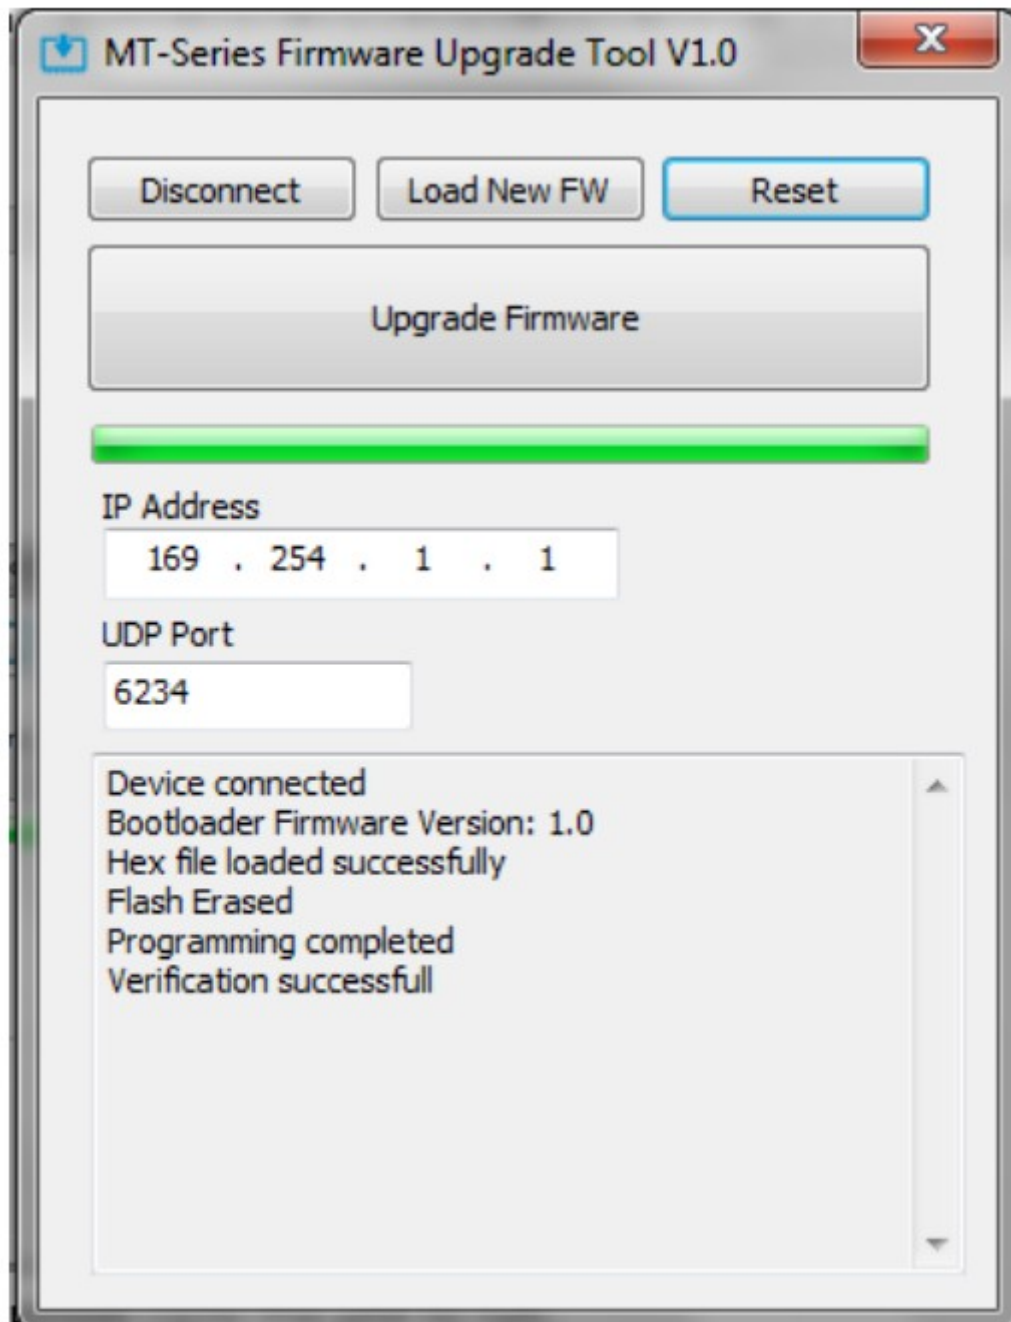 MT-Series Firmware Upgrade Tool V1.0
Disconnect Load New FW Reset
Upgrade Firmware
IP Address
169 . 254 . 1 . 1
UDP Port
6234
Device connected
Bootloader Firmware Version: 1.0
Hex file loaded successfully
Flash Erased
Programming completed
Verification successfull